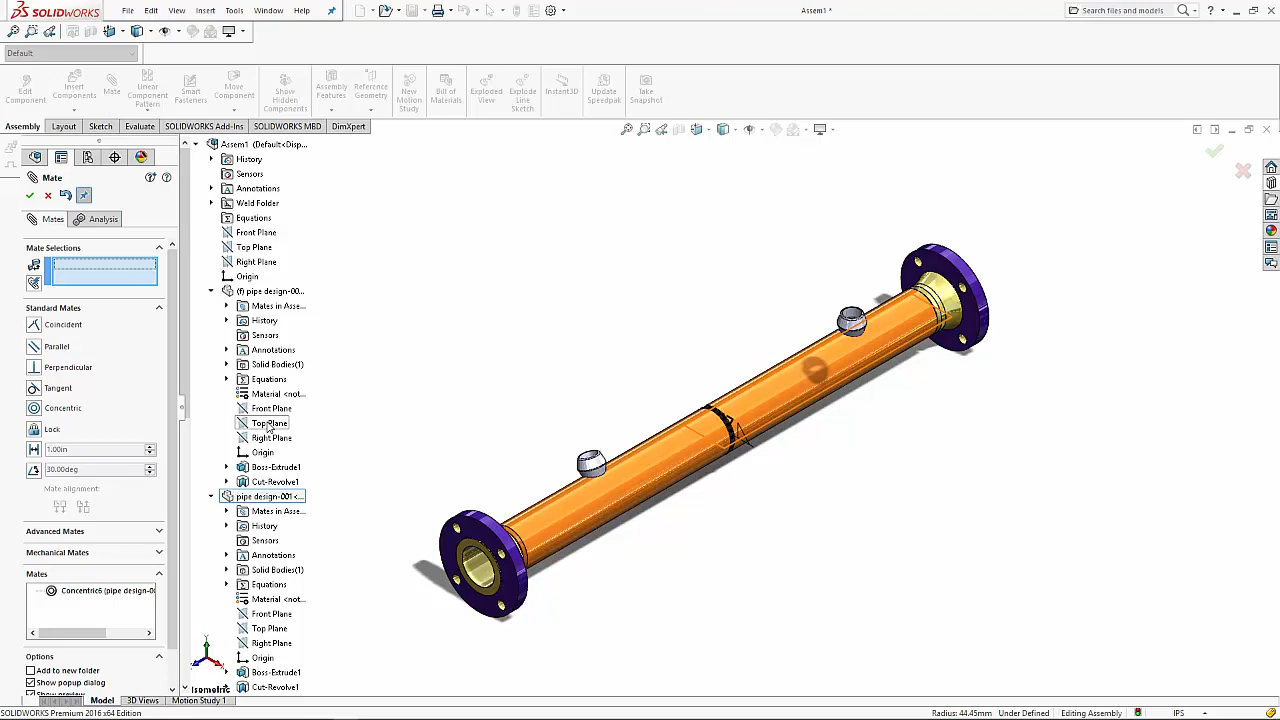 SOLIDWORKS File Edit View Insert Tools Window Help Assem1 * Search files and models
Default
Edit Component
Insert Components
Mate
Linear Component Pattern
Smart Fasteners
Move Component
Show Hidden Components
Assembly Features
Reference Geometry
New Motion Study
Bill of Materials
Exploded View
Explode Line Sketch
Instant3D
Update Speedpak
Take Snapshot
Assembly Layout Sketch Evaluate SOLIDWORKS Add-Ins SOLIDWORKS MBD DimXpert
Mate
Mates Analysis
Mate Selections
Standard Mates
Coincident
Parallel
Perpendicular
Tangent
Concentric
Lock
1.00in
30.00deg
Mate alignment:
Advanced Mates
Mechanical Mates
Mates
Concentric6 (pipe design-00
Options
Add to new folder
Show popup dialog
Show preview
Assem1 (Default<Disp...
History
Sensors
Annotations
Weld Folder
Equations
Front Plane
Top Plane
Right Plane
Origin
(f) pipe design-00...
Mates in Asse...
History
Sensors
Annotations
Solid Bodies(1)
Equations
Material <not...
Front Plane
Top Plane
Right Plane
Origin
Boss-Extrude1
Cut-Revolve1
pipe design-001<...
Mates in Asse...
History
Sensors
Annotations
Solid Bodies(1)
Equations
Material <not...
Front Plane
Top Plane
Right Plane
Origin
Boss-Extrude1
Cut-Revolve1
Y
*Isometric
Model 3D Views Motion Study 1
SOLIDWORKS Premium 2016 x64 Edition Radius: 44.45mm Under Defined Editing Assembly IPS